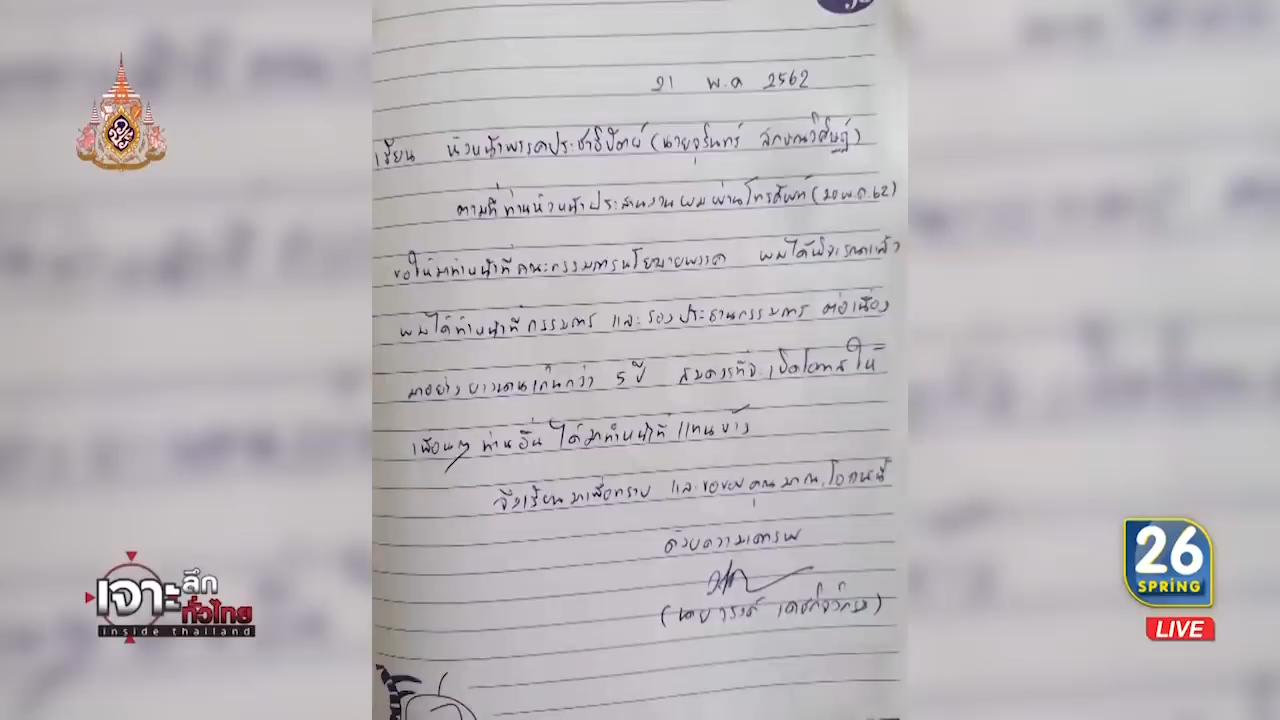 21 พ.ค 2562
เรียน หัวหน้าพรรคประชาธิปัตย์ (นายจุรินทร์ ลักษณวิศิษฏ์)
ตามที่ท่านหัวหน้าประสานงานผมผ่านโทรศัพท์ (20 พ.ค.62)
ขอให้มาทำหน้าที่คณะกรรมการนโยบายพรรค ผมได้พิจารณาแล้ว
ผมได้ทำหน้าที่กรรมการ และรองประธานกรรมการ ต่อเนื่อง
มาอย่างยาวนานเกินกว่า 5 ปี สมควรที่จะเปิดโอกาสให้
เพื่อนๆ ท่านอื่น ได้มาทำหน้าที่แทนบ้าง
จึงเรียนมาเพื่อทราบ และขอขอบคุณมา ณ โอกาสนี้
ด้วยความเคารพ
(นาย
เจาะลึกทั่วไทย
inside thailand
26
SPRiNG
LIVE